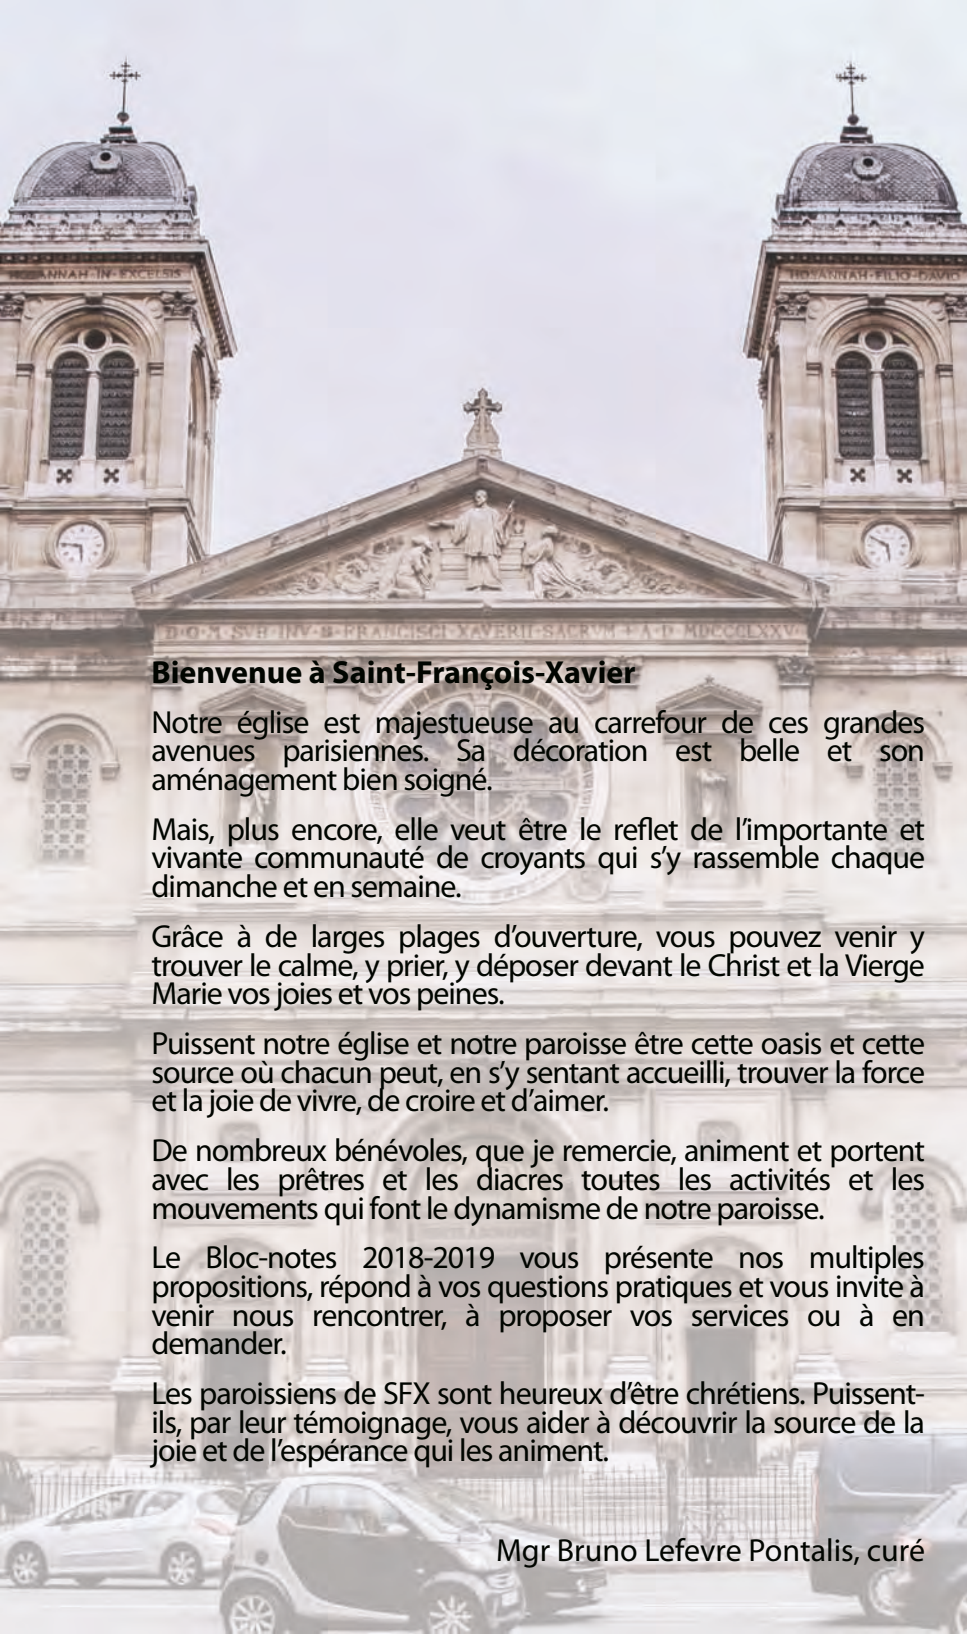 HOSANNAH·IN·EXCELSIS
HOSANNAH·FILIO·DAVID
D·O·M SVB INV·S·FRANCISCI XAVERII·SACRVM A D MDCCCLXXV
Bienvenue à Saint-François-Xavier
Notre église est majestueuse au carrefour de ces grandes
avenues parisiennes. Sa décoration est belle et son
aménagement bien soigné.
Mais, plus encore, elle veut être le reflet de l’importante et
vivante communauté de croyants qui s’y rassemble chaque
dimanche et en semaine.
Grâce à de larges plages d’ouverture, vous pouvez venir y
trouver le calme, y prier, y déposer devant le Christ et la Vierge
Marie vos joies et vos peines.
Puissent notre église et notre paroisse être cette oasis et cette
source où chacun peut, en s’y sentant accueilli, trouver la force
et la joie de vivre, de croire et d’aimer.
De nombreux bénévoles, que je remercie, animent et portent
avec les prêtres et les diacres toutes les activités et les
mouvements qui font le dynamisme de notre paroisse.
Le Bloc-notes 2018-2019 vous présente nos multiples
propositions, répond à vos questions pratiques et vous invite à
venir nous rencontrer, à proposer vos services ou à en
demander.
Les paroissiens de SFX sont heureux d’être chrétiens. Puissent-
ils, par leur témoignage, vous aider à découvrir la source de la
joie et de l’espérance qui les animent.
Mgr Bruno Lefevre Pontalis, curé